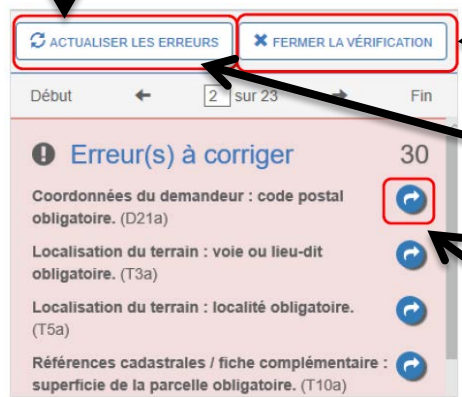 ACTUALISER LES ERREURS FERMER LA VÉRIFICATION
Début 2 sur 23 Fin
Erreur(s) à corriger 30
Coordonnées du demandeur : code postal
obligatoire. (D21a)
Localisation du terrain : voie ou lieu-dit
obligatoire. (T3a)
Localisation du terrain : localité obligatoire.
(T5a)
Références cadastrales / fiche complémentaire :
superficie de la parcelle obligatoire. (T10a)